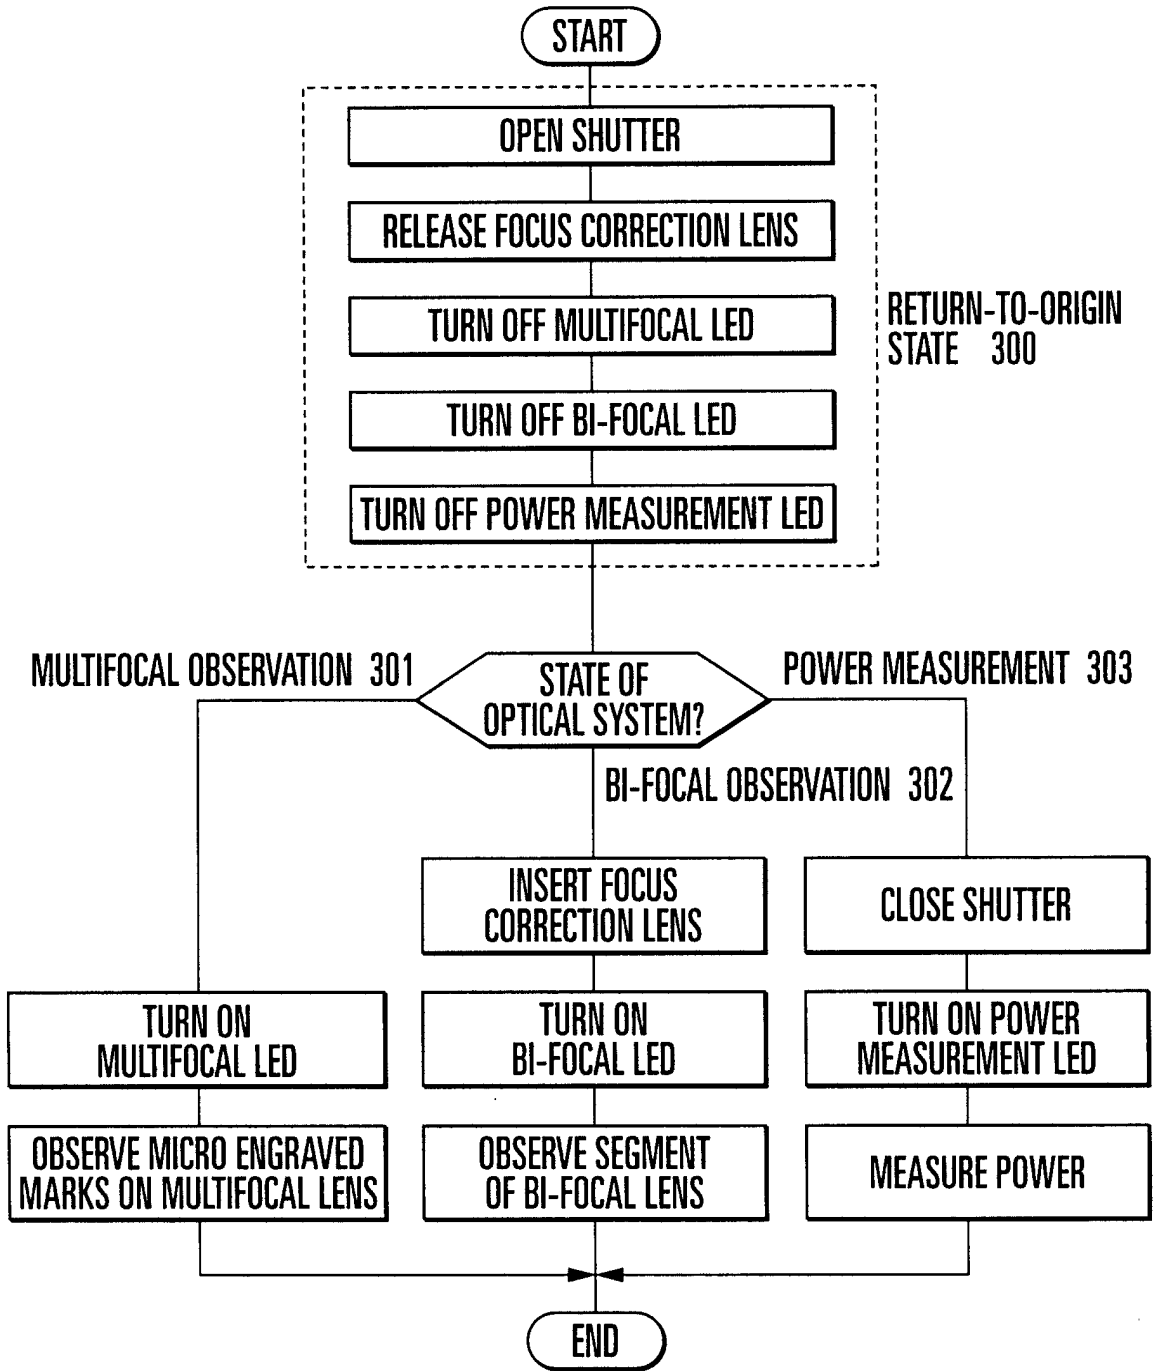 START
OPEN SHUTTER
RELEASE FOCUS CORRECTION LENS
TURN OFF MULTIFOCAL LED
TURN OFF BI-FOCAL LED
TURN OFF POWER MEASUREMENT LED
RETURN-TO-ORIGIN
STATE 300
MULTIFOCAL OBSERVATION 301
STATE OF
OPTICAL SYSTEM?
POWER MEASUREMENT 303
BI-FOCAL OBSERVATION 302
TURN ON
MULTIFOCAL LED
OBSERVE MICRO ENGRAVED
MARKS ON MULTIFOCAL LENS
INSERT FOCUS
CORRECTION LENS
TURN ON
BI-FOCAL LED
OBSERVE SEGMENT
OF BI-FOCAL LENS
CLOSE SHUTTER
TURN ON POWER
MEASUREMENT LED
MEASURE POWER
END